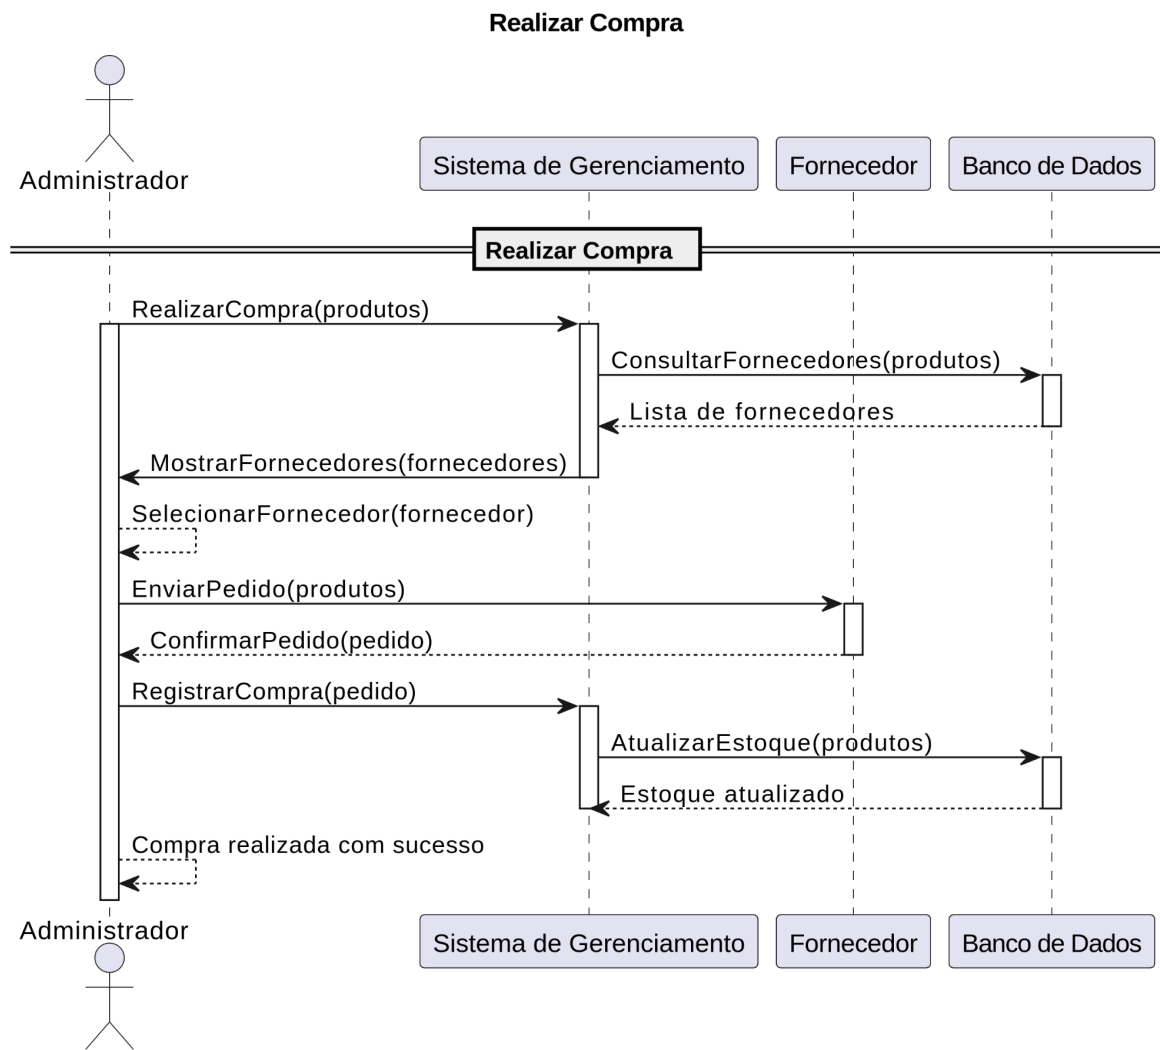 Realizar Compra
Administrador
Sistema de Gerenciamento
Fornecedor
Banco de Dados
Realizar Compra
RealizarCompra(produtos)
ConsultarFornecedores(produtos)
Lista de fornecedores
MostrarFornecedores(fornecedores)
SelecionarFornecedor(fornecedor)
EnviarPedido(produtos)
ConfirmarPedido(pedido)
RegistrarCompra(pedido)
AtualizarEstoque(produtos)
Estoque atualizado
Compra realizada com sucesso
Administrador
Sistema de Gerenciamento
Fornecedor
Banco de Dados